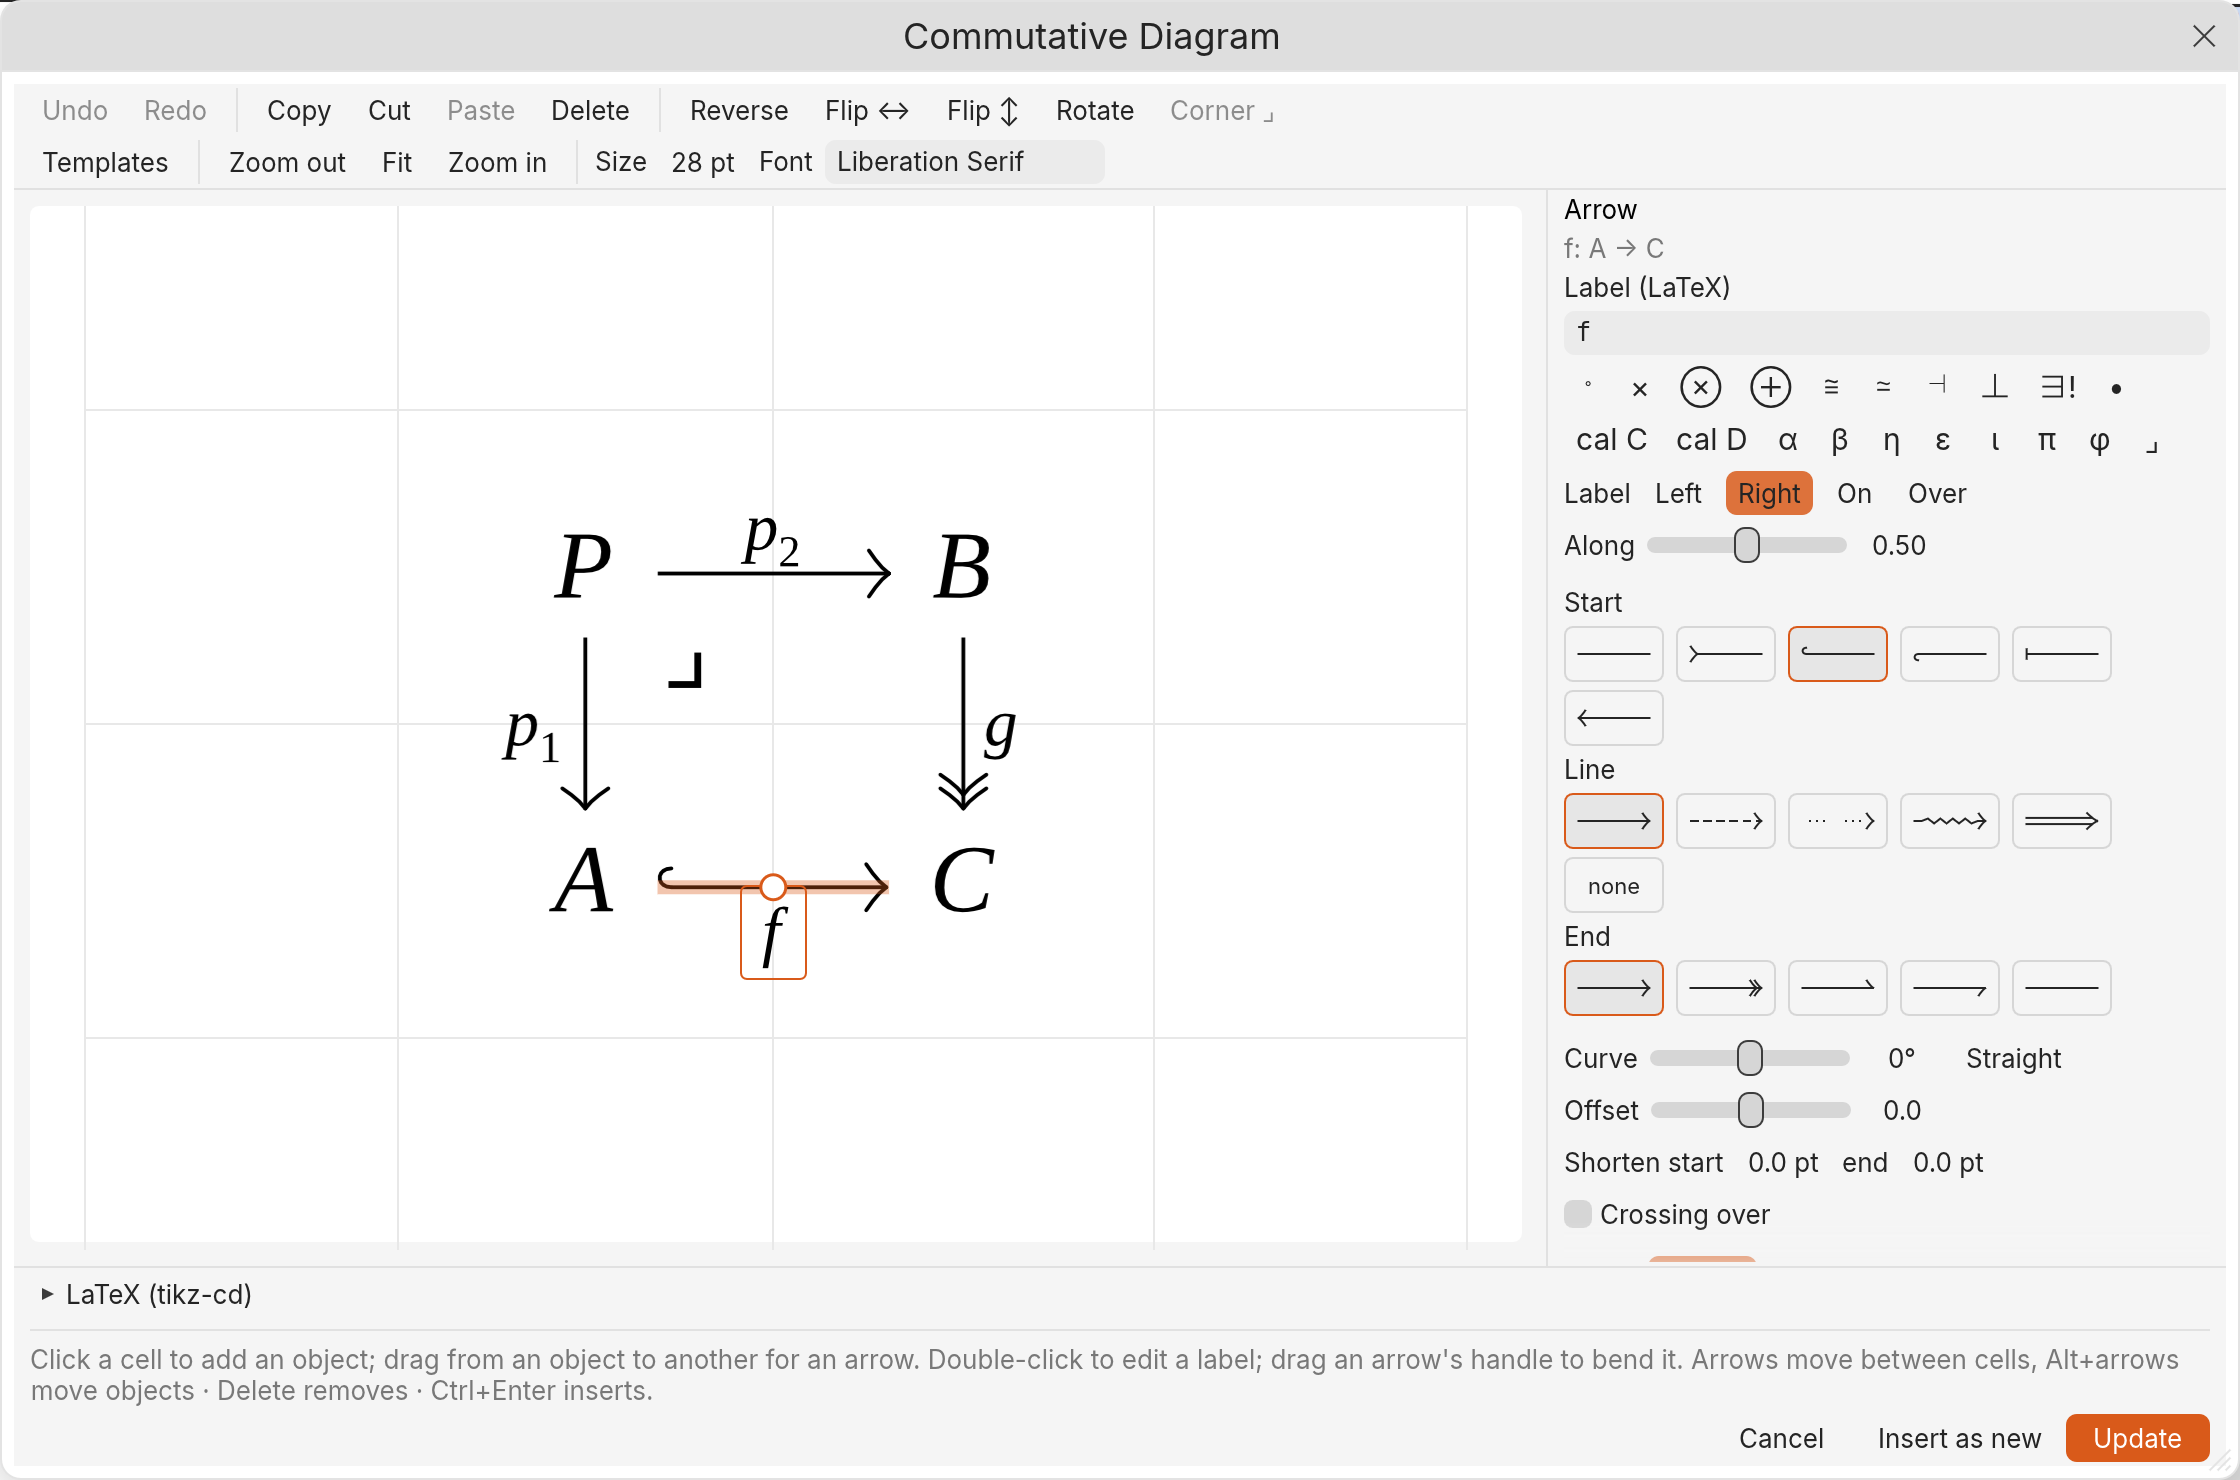 Commutative Diagram
Undo Redo Copy Cut Paste Delete Reverse Flip ↔ Flip ↕ Rotate Corner ⌟
Templates Zoom out Fit Zoom in Size 28 pt Font Liberation Serif
Arrow
f: A → C
Label (LaTeX)
f
∘ × ⊗ ⊕ ≅ ≃ ⊣ ⊥ ∃! •
cal C cal D α β η ε ι π φ ⌟
Label Left Right On Over
Along 0.50
Start
Line
none
End
Curve 0° Straight
Offset 0.0
Shorten start 0.0 pt end 0.0 pt
Crossing over
P p₂ B
⌟
p₁ g
A C
f
▸ LaTeX (tikz-cd)
Click a cell to add an object; drag from an object to another for an arrow. Double-click to edit a label; drag an arrow's handle to bend it. Arrows move between cells, Alt+arrows
move objects · Delete removes · Ctrl+Enter inserts.
Cancel Insert as new Update